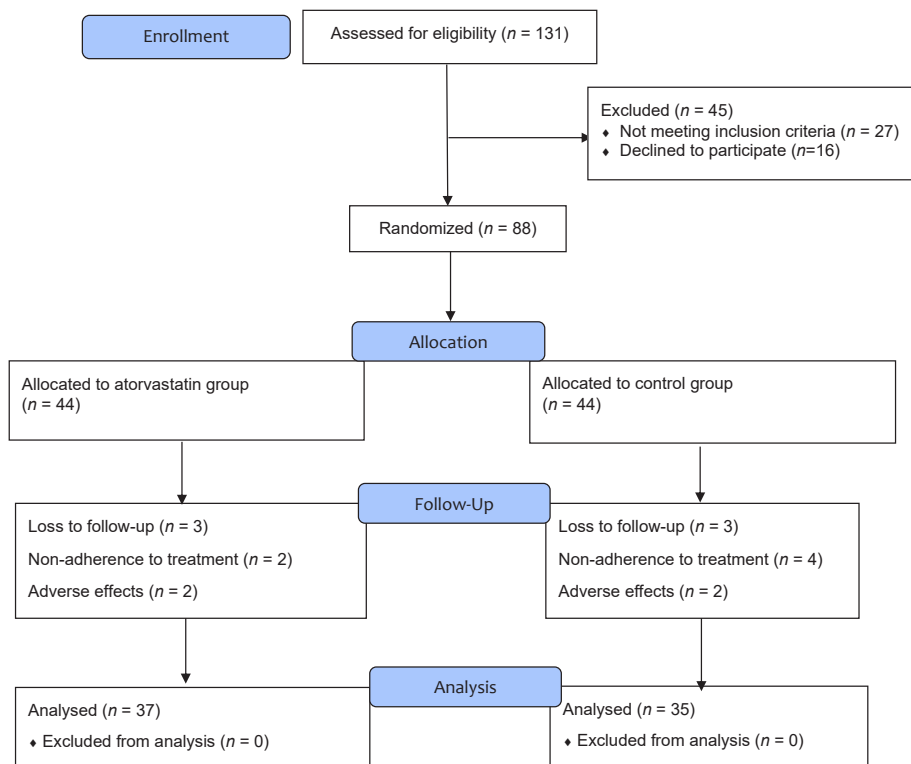 Enrollment
Assessed for eligibility (n = 131)
Excluded (n = 45)
♦ Not meeting inclusion criteria (n = 27)
♦ Declined to participate (n=16)
Randomized (n = 88)
Allocation
Allocated to atorvastatin group
(n = 44)
Allocated to control group
(n = 44)
Follow-Up
Loss to follow-up (n = 3)
Non-adherence to treatment (n = 2)
Adverse effects (n = 2)
Loss to follow-up (n = 3)
Non-adherence to treatment (n = 4)
Adverse effects (n = 2)
Analysis
Analysed (n = 37)
♦ Excluded from analysis (n = 0)
Analysed (n = 35)
♦ Excluded from analysis (n = 0)